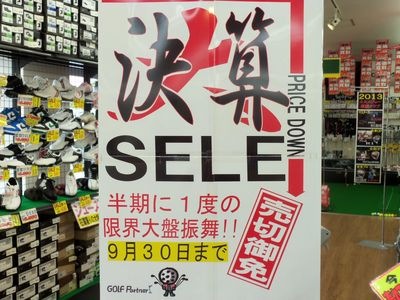 決算
PRICE DOWN
SELE
半期に1度の
限界大盤振舞!!
9月30日まで
売切御免
GOLF Partner
2013